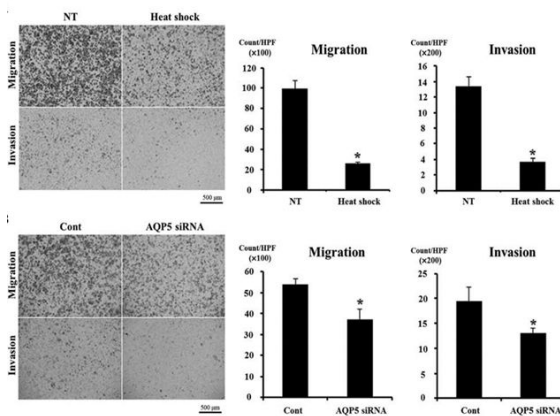 NT Heat shock
Migration
Invasion
500 μm
Count/HPF
(×100)
Migration
120
100
80
60
40
20
0
*
NT Heat shock
Count/HPF
(×200)
Invasion
16
14
12
10
8
6
4
2
0
*
NT Heat shock
Cont AQP5 siRNA
Migration
Invasion
500 μm
Count/HPF
(×100)
Migration
60
50
40
30
20
10
0
*
Cont AQP5 siRNA
Count/HPF
(×200)
Invasion
25
20
15
10
5
0
*
Cont AQP5 siRNA